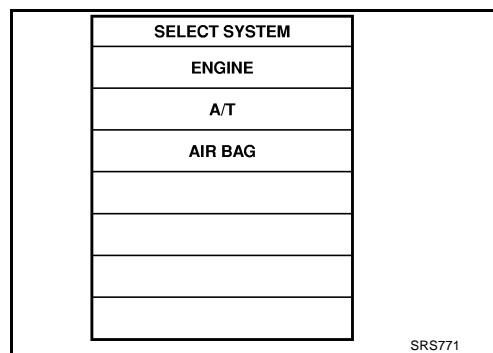 SELECT SYSTEM
ENGINE
A/T
AIR BAG
SRS771